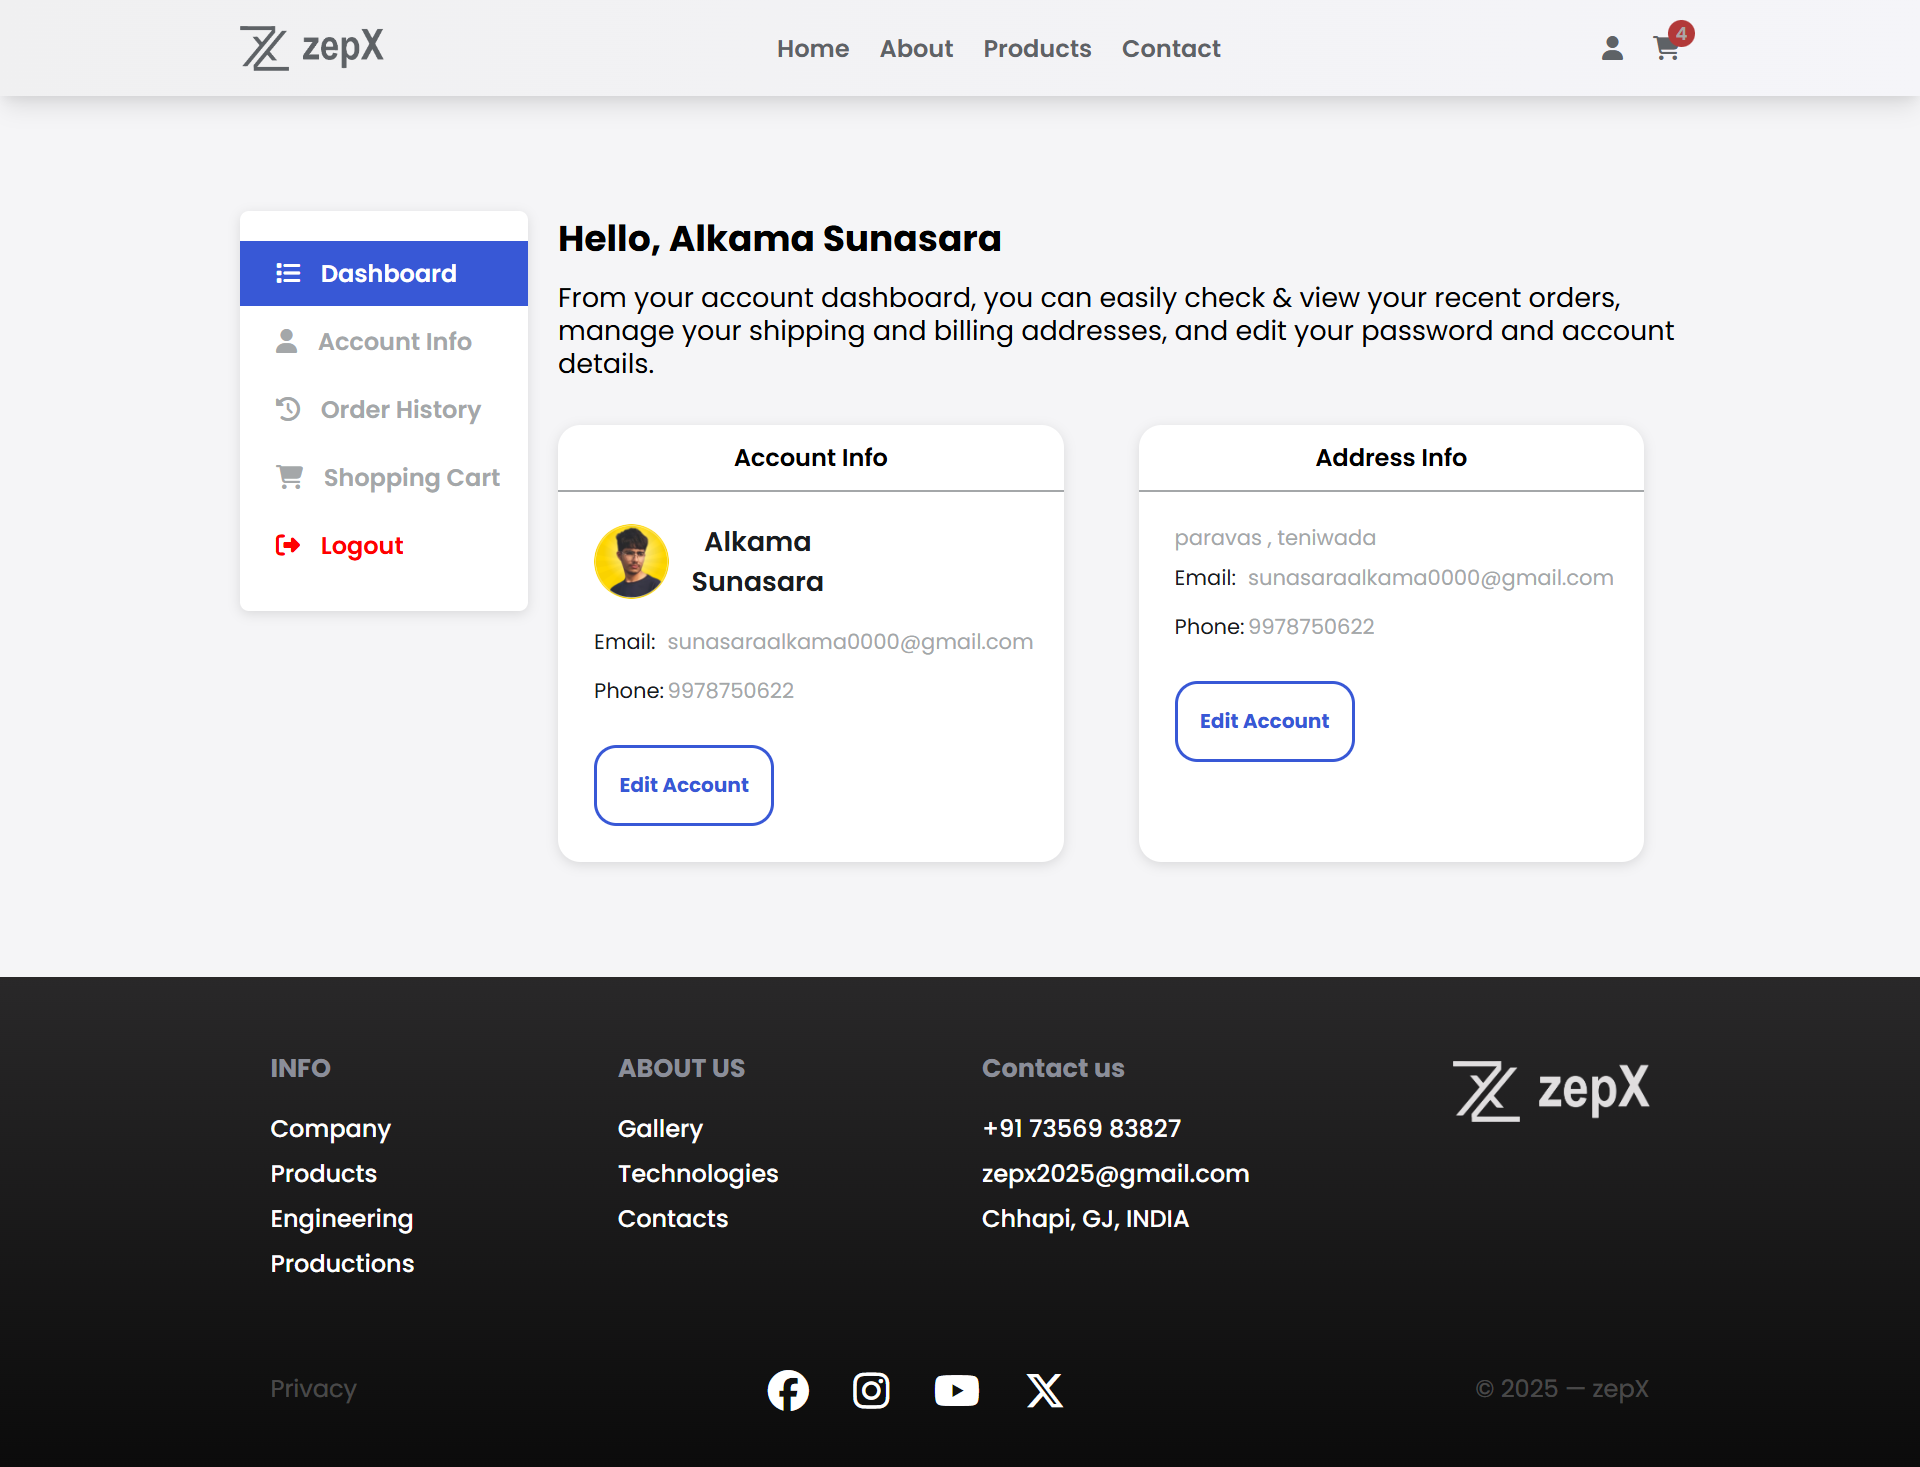 zepX
Home About Products Contact
4
Dashboard
Account Info
Order History
Shopping Cart
Logout
Hello, Alkama Sunasara
From your account dashboard, you can easily check & view your recent orders,
manage your shipping and billing addresses, and edit your password and account
details.
Account Info
Alkama
Sunasara
Email: sunasaraalkama0000@gmail.com
Phone: 9978750622
Edit Account
Address Info
paravas , teniwada
Email: sunasaraalkama0000@gmail.com
Phone: 9978750622
Edit Account
INFO
Company
Products
Engineering
Productions
ABOUT US
Gallery
Technologies
Contacts
Contact us
+91 73569 83827
zepx2025@gmail.com
Chhapi, GJ, INDIA
zepX
Privacy
© 2025 — zepX